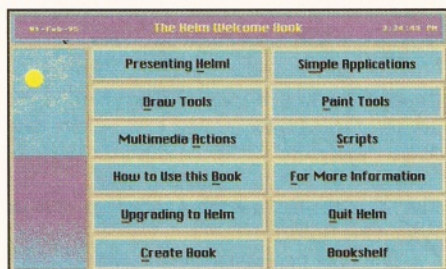 The Helm Welcome Book
Presenting Helm!
Simple Applications
Draw Tools
Paint Tools
Multimedia Actions
Scripts
How to Use this Book
For More Information
Upgrading to Helm
Quit Helm
Create Book
Bookshelf